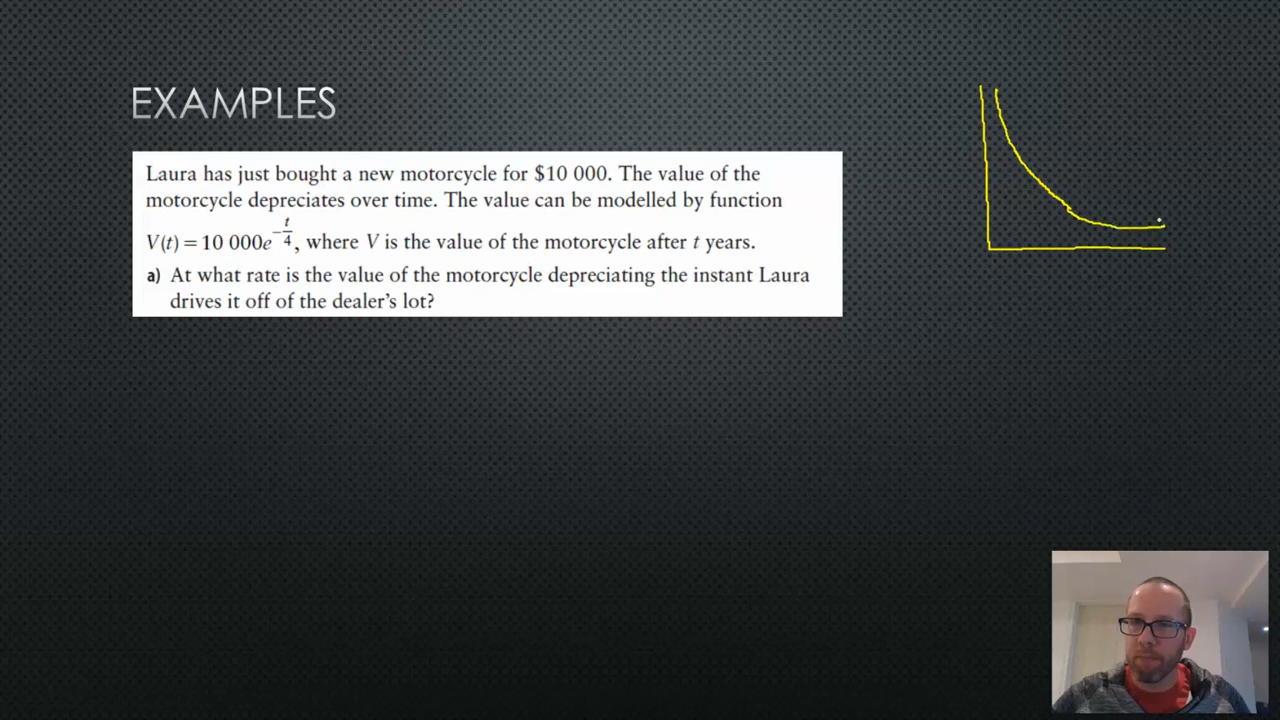 EXAMPLES
Laura has just bought a new motorcycle for $10 000. The value of the
motorcycle depreciates over time. The value can be modelled by function
V(t) = 10 000e^{-\frac{t}{4}}, where V is the value of the motorcycle after t years.
a) At what rate is the value of the motorcycle depreciating the instant Laura
drives it off of the dealer's lot?